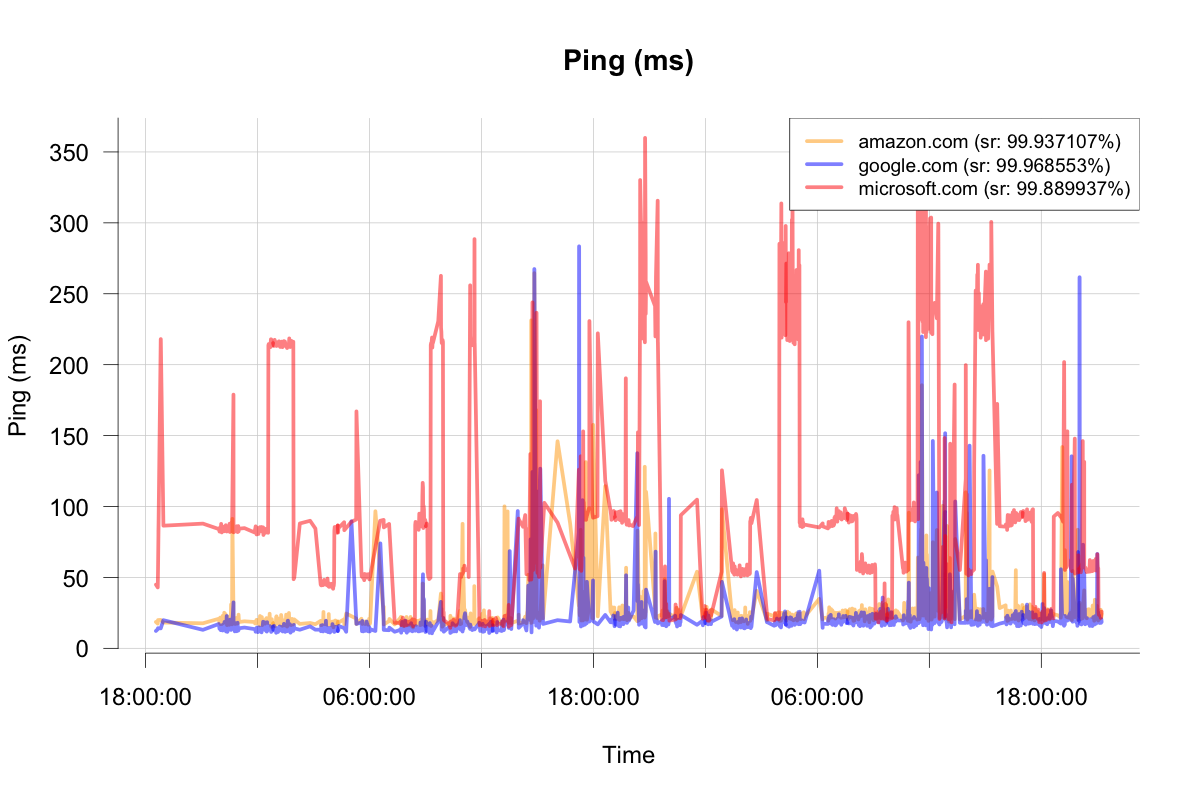 Ping (ms)
amazon.com (sr: 99.937107%)
google.com (sr: 99.968553%)
microsoft.com (sr: 99.889937%)
350
300
250
200
150
100
50
0
Ping (ms)
18:00:00 06:00:00 18:00:00 06:00:00 18:00:00
Time